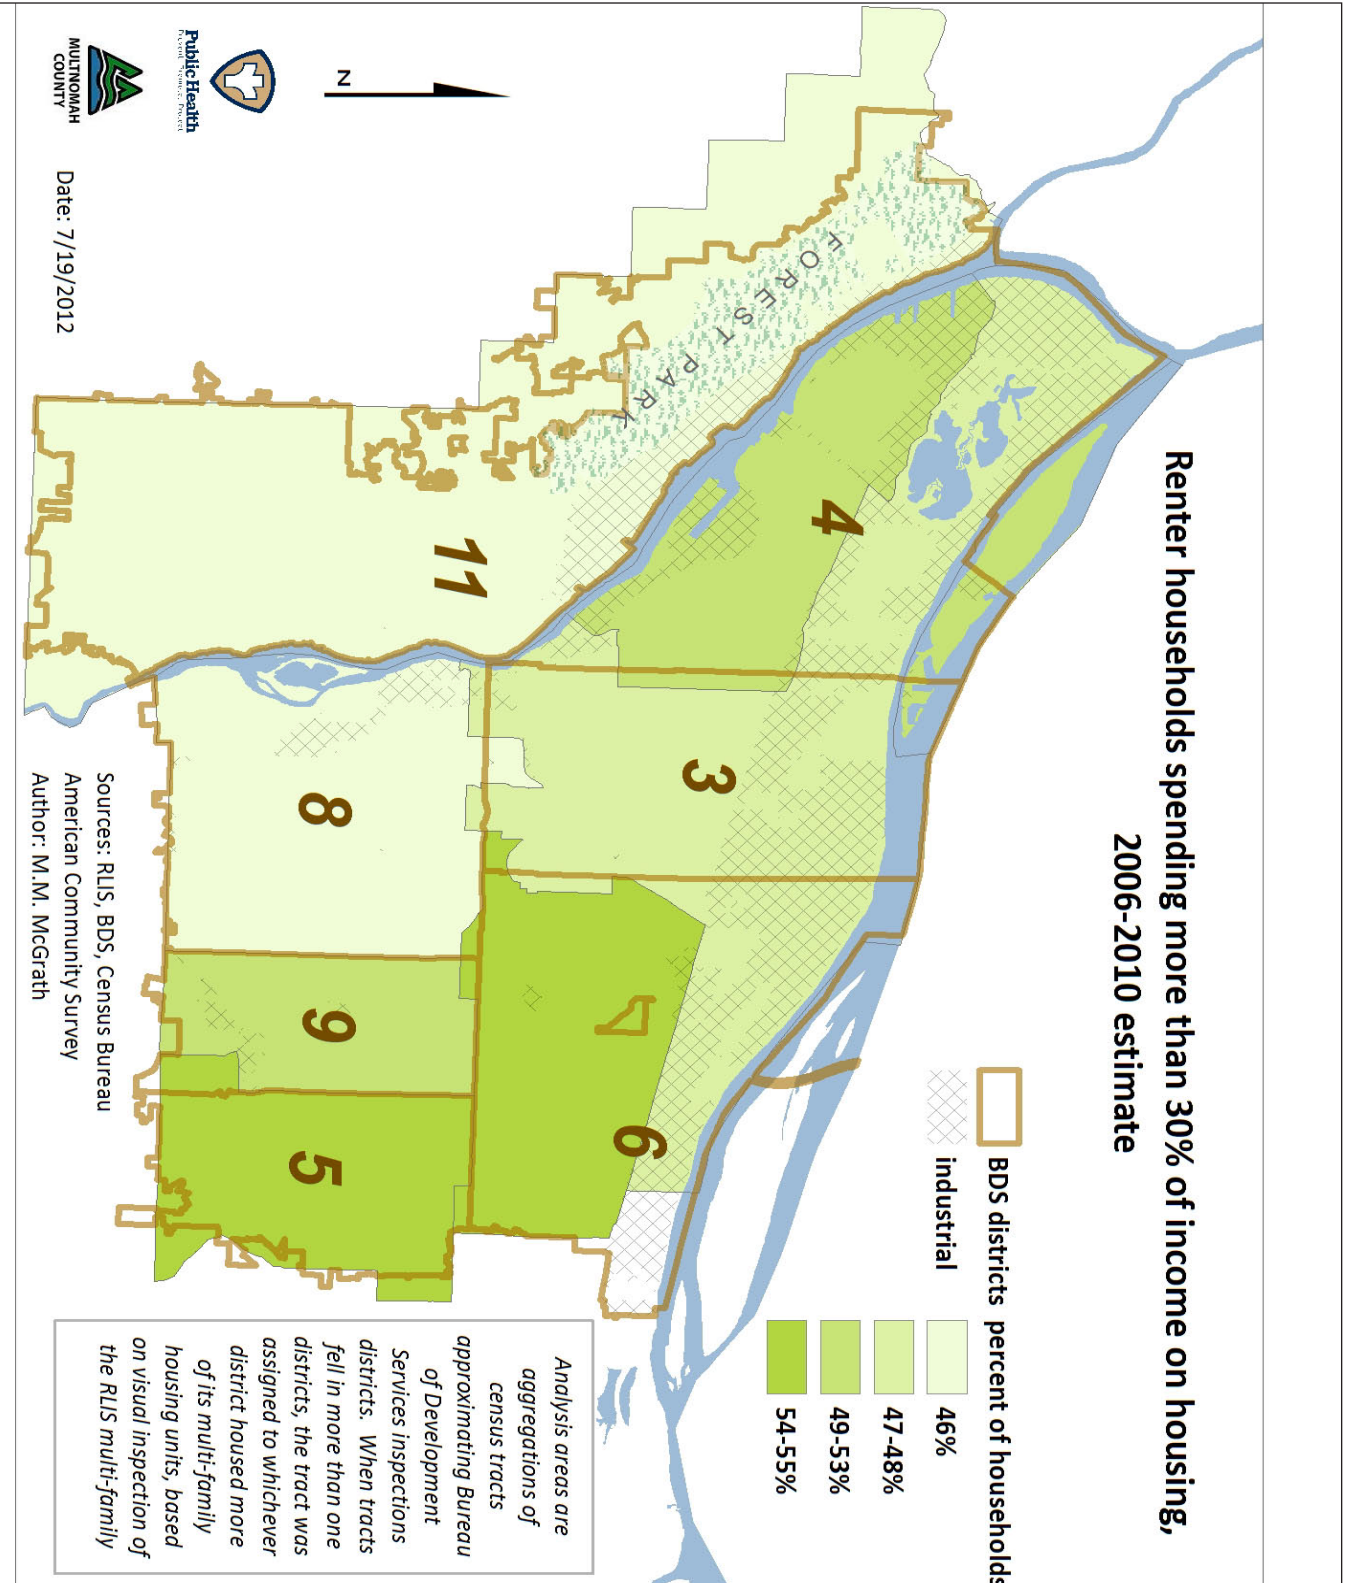 Renter households spending more than 30% of income on housing,
2006-2010 estimate
BDS districts
industrial
percent of households
46%
47-48%
49-53%
54-55%
FOREST PARK
4
3
6
11
8
9
5
N
Public Health
MULTNOMAH
COUNTY
Date: 7/19/2012
Sources: RLIS, BDS, Census Bureau
American Community Survey
Author: M.M. McGrath
Analysis areas are
aggregations of
census tracts
approximating Bureau
of Development
Services inspections
districts. When tracts
fell in more than one
districts, the tract was
assigned to whichever
district housed more
of its multi-family
housing units, based
on visual inspection of
the RLIS multi-family